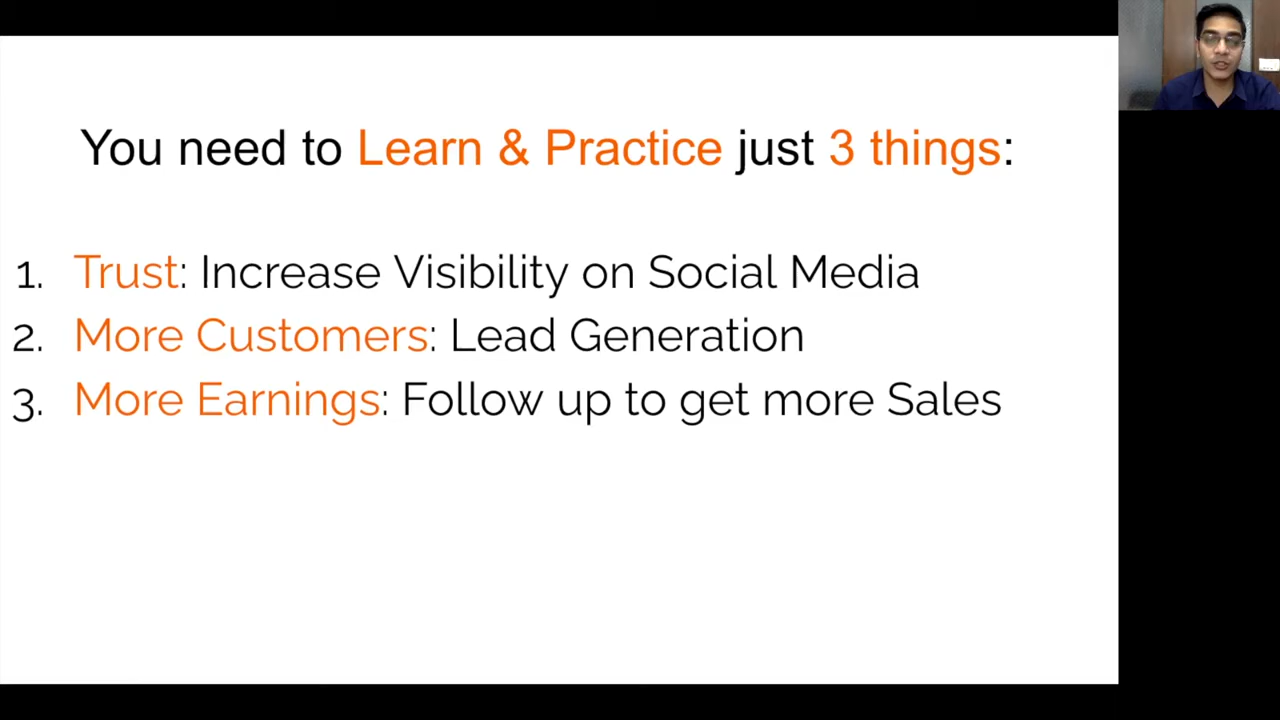 You need to Learn & Practice just 3 things:
1. Trust: Increase Visibility on Social Media
2. More Customers: Lead Generation
3. More Earnings: Follow up to get more Sales